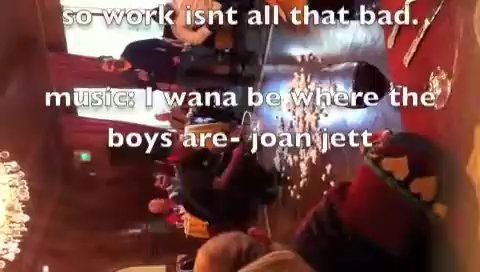 so work isnt all that bad.
music: I wana be where the
boys are- joan jett